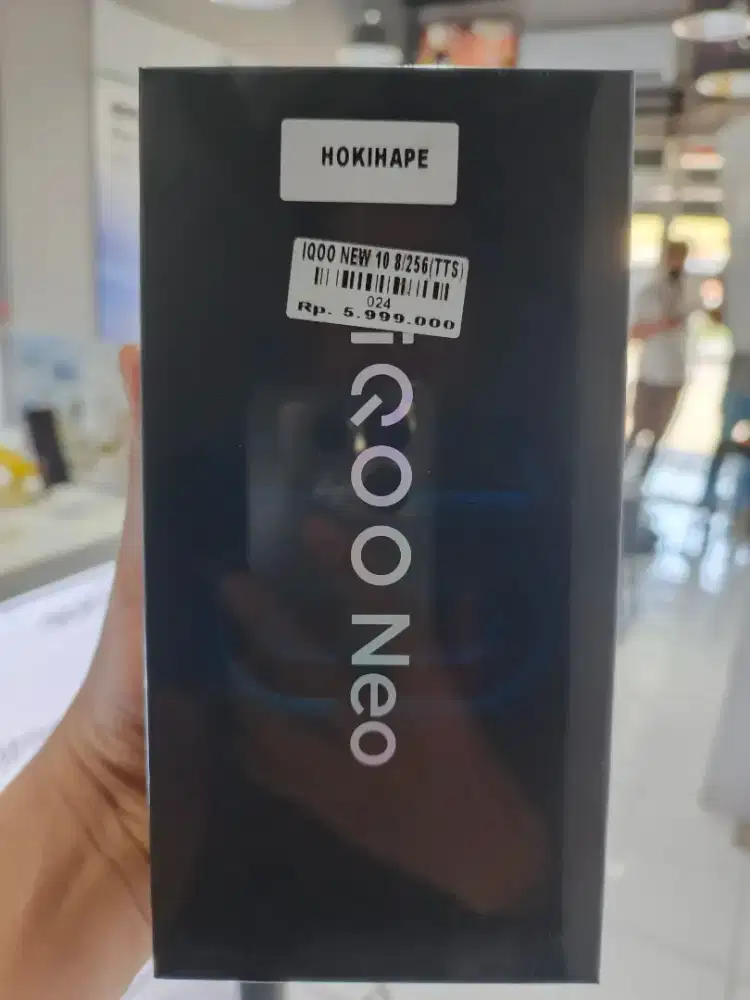 HOKIHAPE
IQOO NEW 10 8/256(TTS)
024
Rp. 5.999.000
iQOO Neo